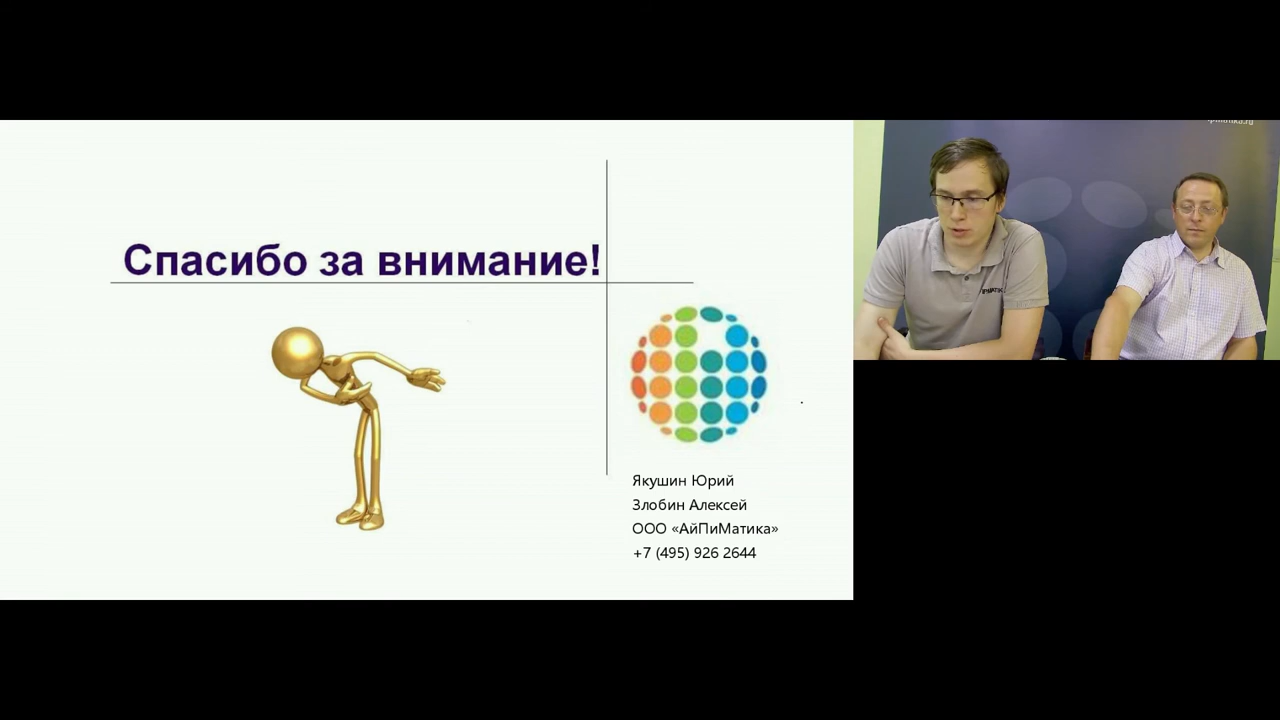 Спасибо за внимание!
Якушин Юрий
Злобин Алексей
ООО «АйПиМатика»
+7 (495) 926 2644